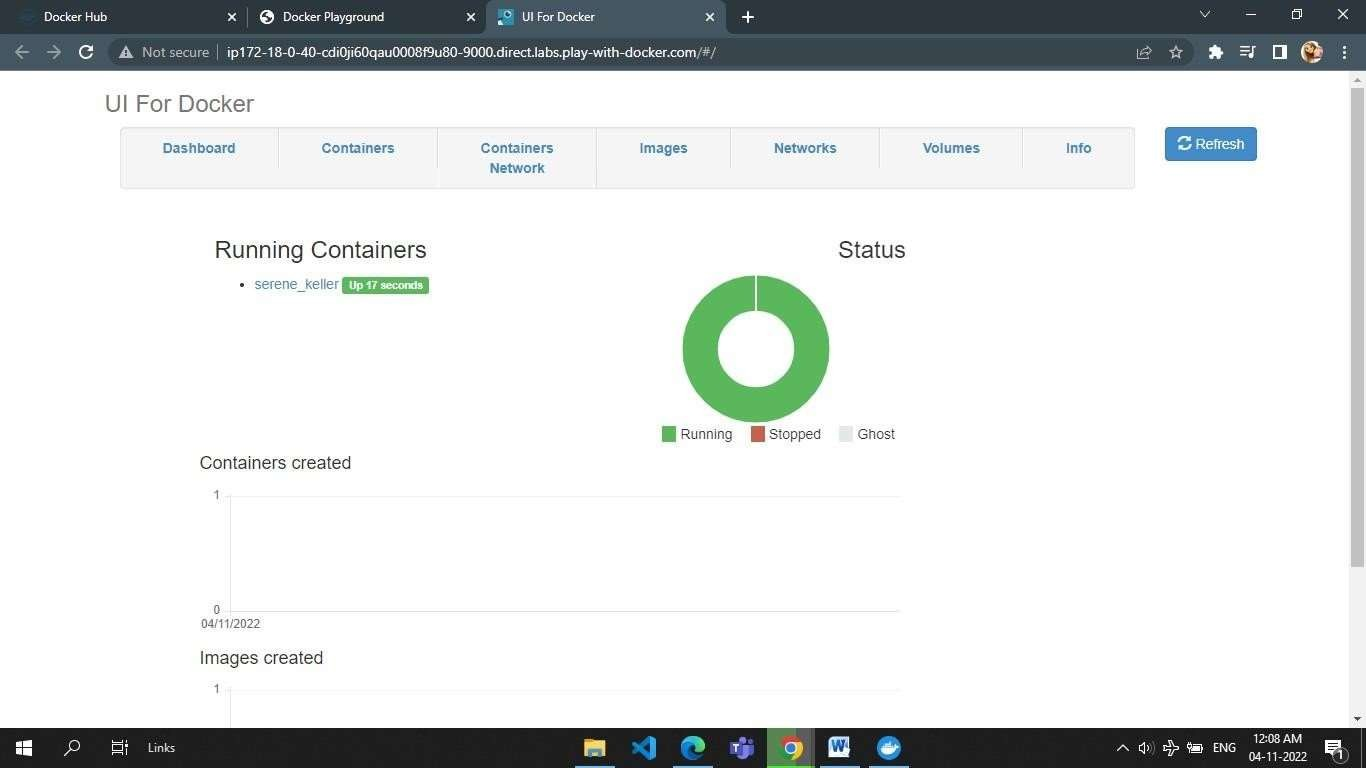 Docker Hub
Docker Playground
UI For Docker
Not secure
ip172-18-0-40-cdi0ji60qau0008f9u80-9000.direct.labs.play-with-docker.com/#/
UI For Docker
Dashboard
Containers
Containers
Network
Images
Networks
Volumes
Info
Refresh
Running Containers
serene_keller Up 17 seconds
Status
Running Stopped Ghost
Containers created
1
0
04/11/2022
Images created
1
Links
ENG
12:08 AM
04-11-2022
1